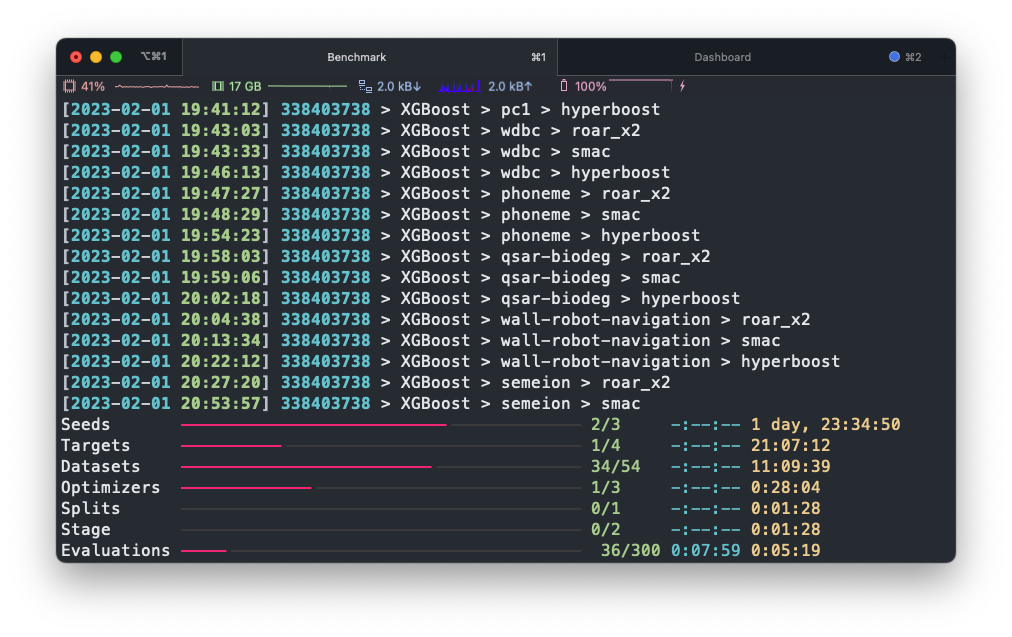 ⌥⌘1 Benchmark ⌘1 Dashboard ⌘2
41% 17 GB 2.0 kB↓ 2.0 kB↑ 100%
[2023-02-01 19:41:12] 338403738 > XGBoost > pc1 > hyperboost
[2023-02-01 19:43:03] 338403738 > XGBoost > wdbc > roar_x2
[2023-02-01 19:43:33] 338403738 > XGBoost > wdbc > smac
[2023-02-01 19:46:13] 338403738 > XGBoost > wdbc > hyperboost
[2023-02-01 19:47:27] 338403738 > XGBoost > phoneme > roar_x2
[2023-02-01 19:48:29] 338403738 > XGBoost > phoneme > smac
[2023-02-01 19:54:23] 338403738 > XGBoost > phoneme > hyperboost
[2023-02-01 19:58:03] 338403738 > XGBoost > qsar-biodeg > roar_x2
[2023-02-01 19:59:06] 338403738 > XGBoost > qsar-biodeg > smac
[2023-02-01 20:02:18] 338403738 > XGBoost > qsar-biodeg > hyperboost
[2023-02-01 20:04:38] 338403738 > XGBoost > wall-robot-navigation > roar_x2
[2023-02-01 20:13:34] 338403738 > XGBoost > wall-robot-navigation > smac
[2023-02-01 20:22:12] 338403738 > XGBoost > wall-robot-navigation > hyperboost
[2023-02-01 20:27:20] 338403738 > XGBoost > semeion > roar_x2
[2023-02-01 20:53:57] 338403738 > XGBoost > semeion > smac
Seeds 2/3 -:--:-- 1 day, 23:34:50
Targets 1/4 -:--:-- 21:07:12
Datasets 34/54 -:--:-- 11:09:39
Optimizers 1/3 -:--:-- 0:28:04
Splits 0/1 -:--:-- 0:01:28
Stage 0/2 -:--:-- 0:01:28
Evaluations 36/300 0:07:59 0:05:19